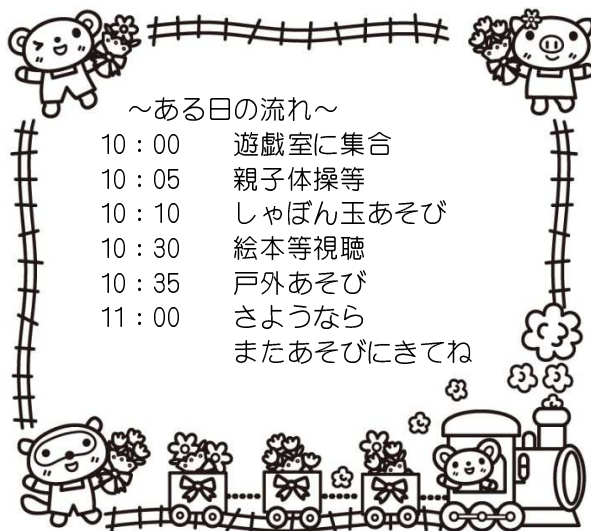 ～ある日の流れ～
10：00 遊戯室に集合
10：05 親子体操等
10：10 しゃぼん玉あそび
10：30 絵本等視聴
10：35 戸外あそび
11：00 さようなら
またあそびにきてね